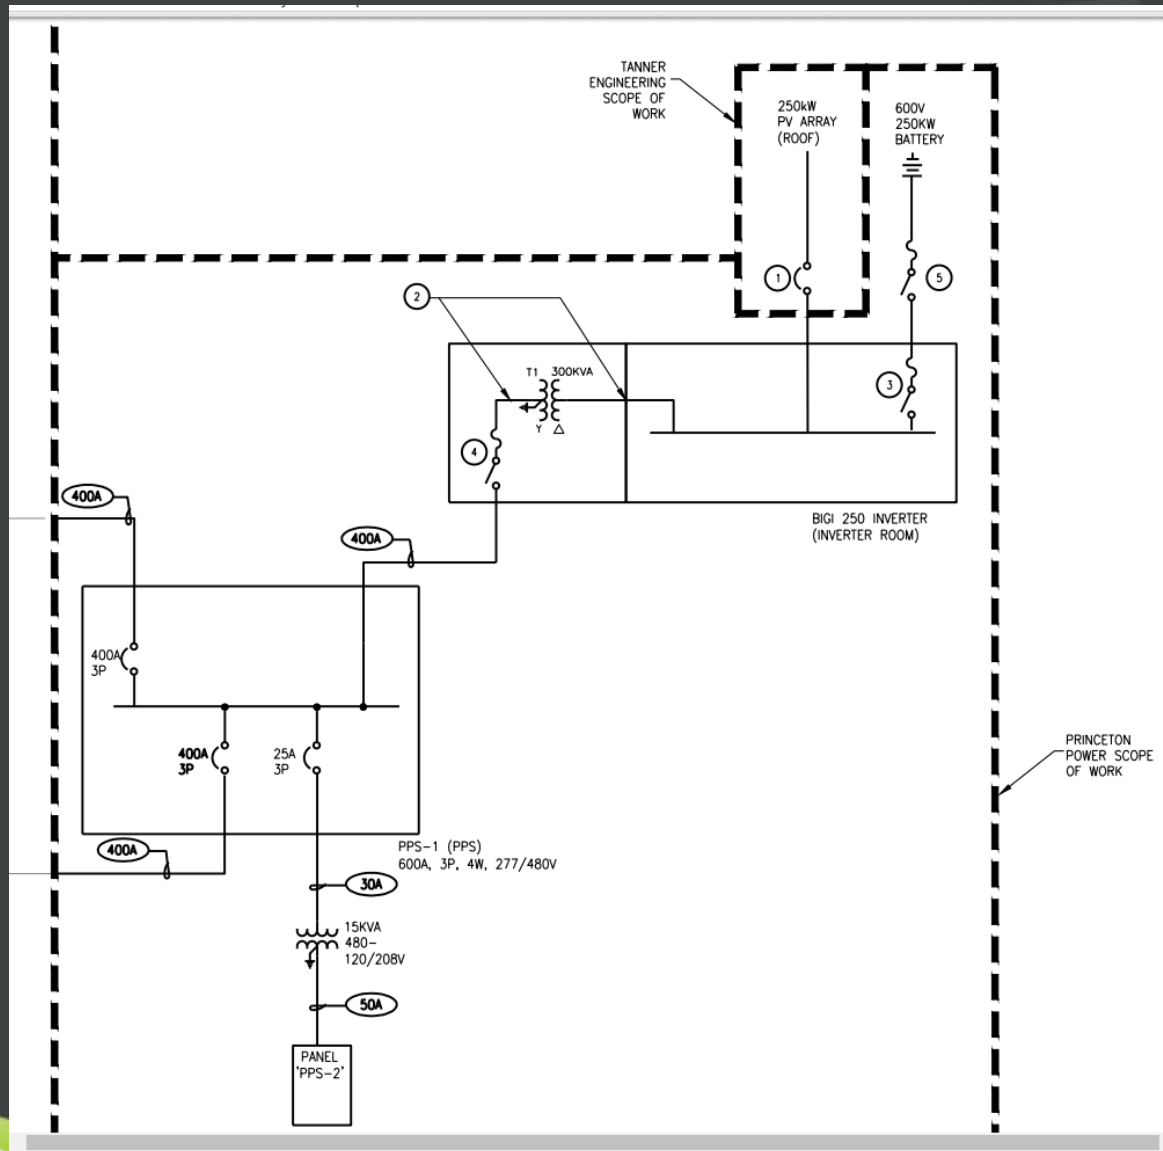 TANNER
ENGINEERING
SCOPE OF
WORK
250kW
PV ARRAY
(ROOF)
600V
250KW
BATTERY
1
5
2
T1 300KVA
3
Y △
4
400A
400A
BIGI 250 INVERTER
(INVERTER ROOM)
400A
3P
400A
3P
25A
3P
PRINCETON
POWER SCOPE
OF WORK
400A
PPS-1 (PPS)
600A, 3P, 4W, 277/480V
30A
15KVA
480-
120/208V
50A
PANEL
'PPS-2'